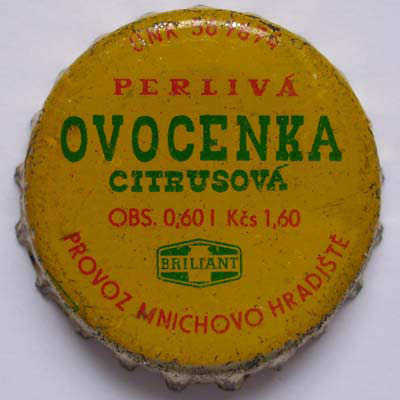 PERLIVÁ
OVOCENKA
CITRUSOVÁ
OBS. 0,60 l Kčs 1,60
BRILIANT
PROVOZ MNICHOVO HRADIŠTĚ